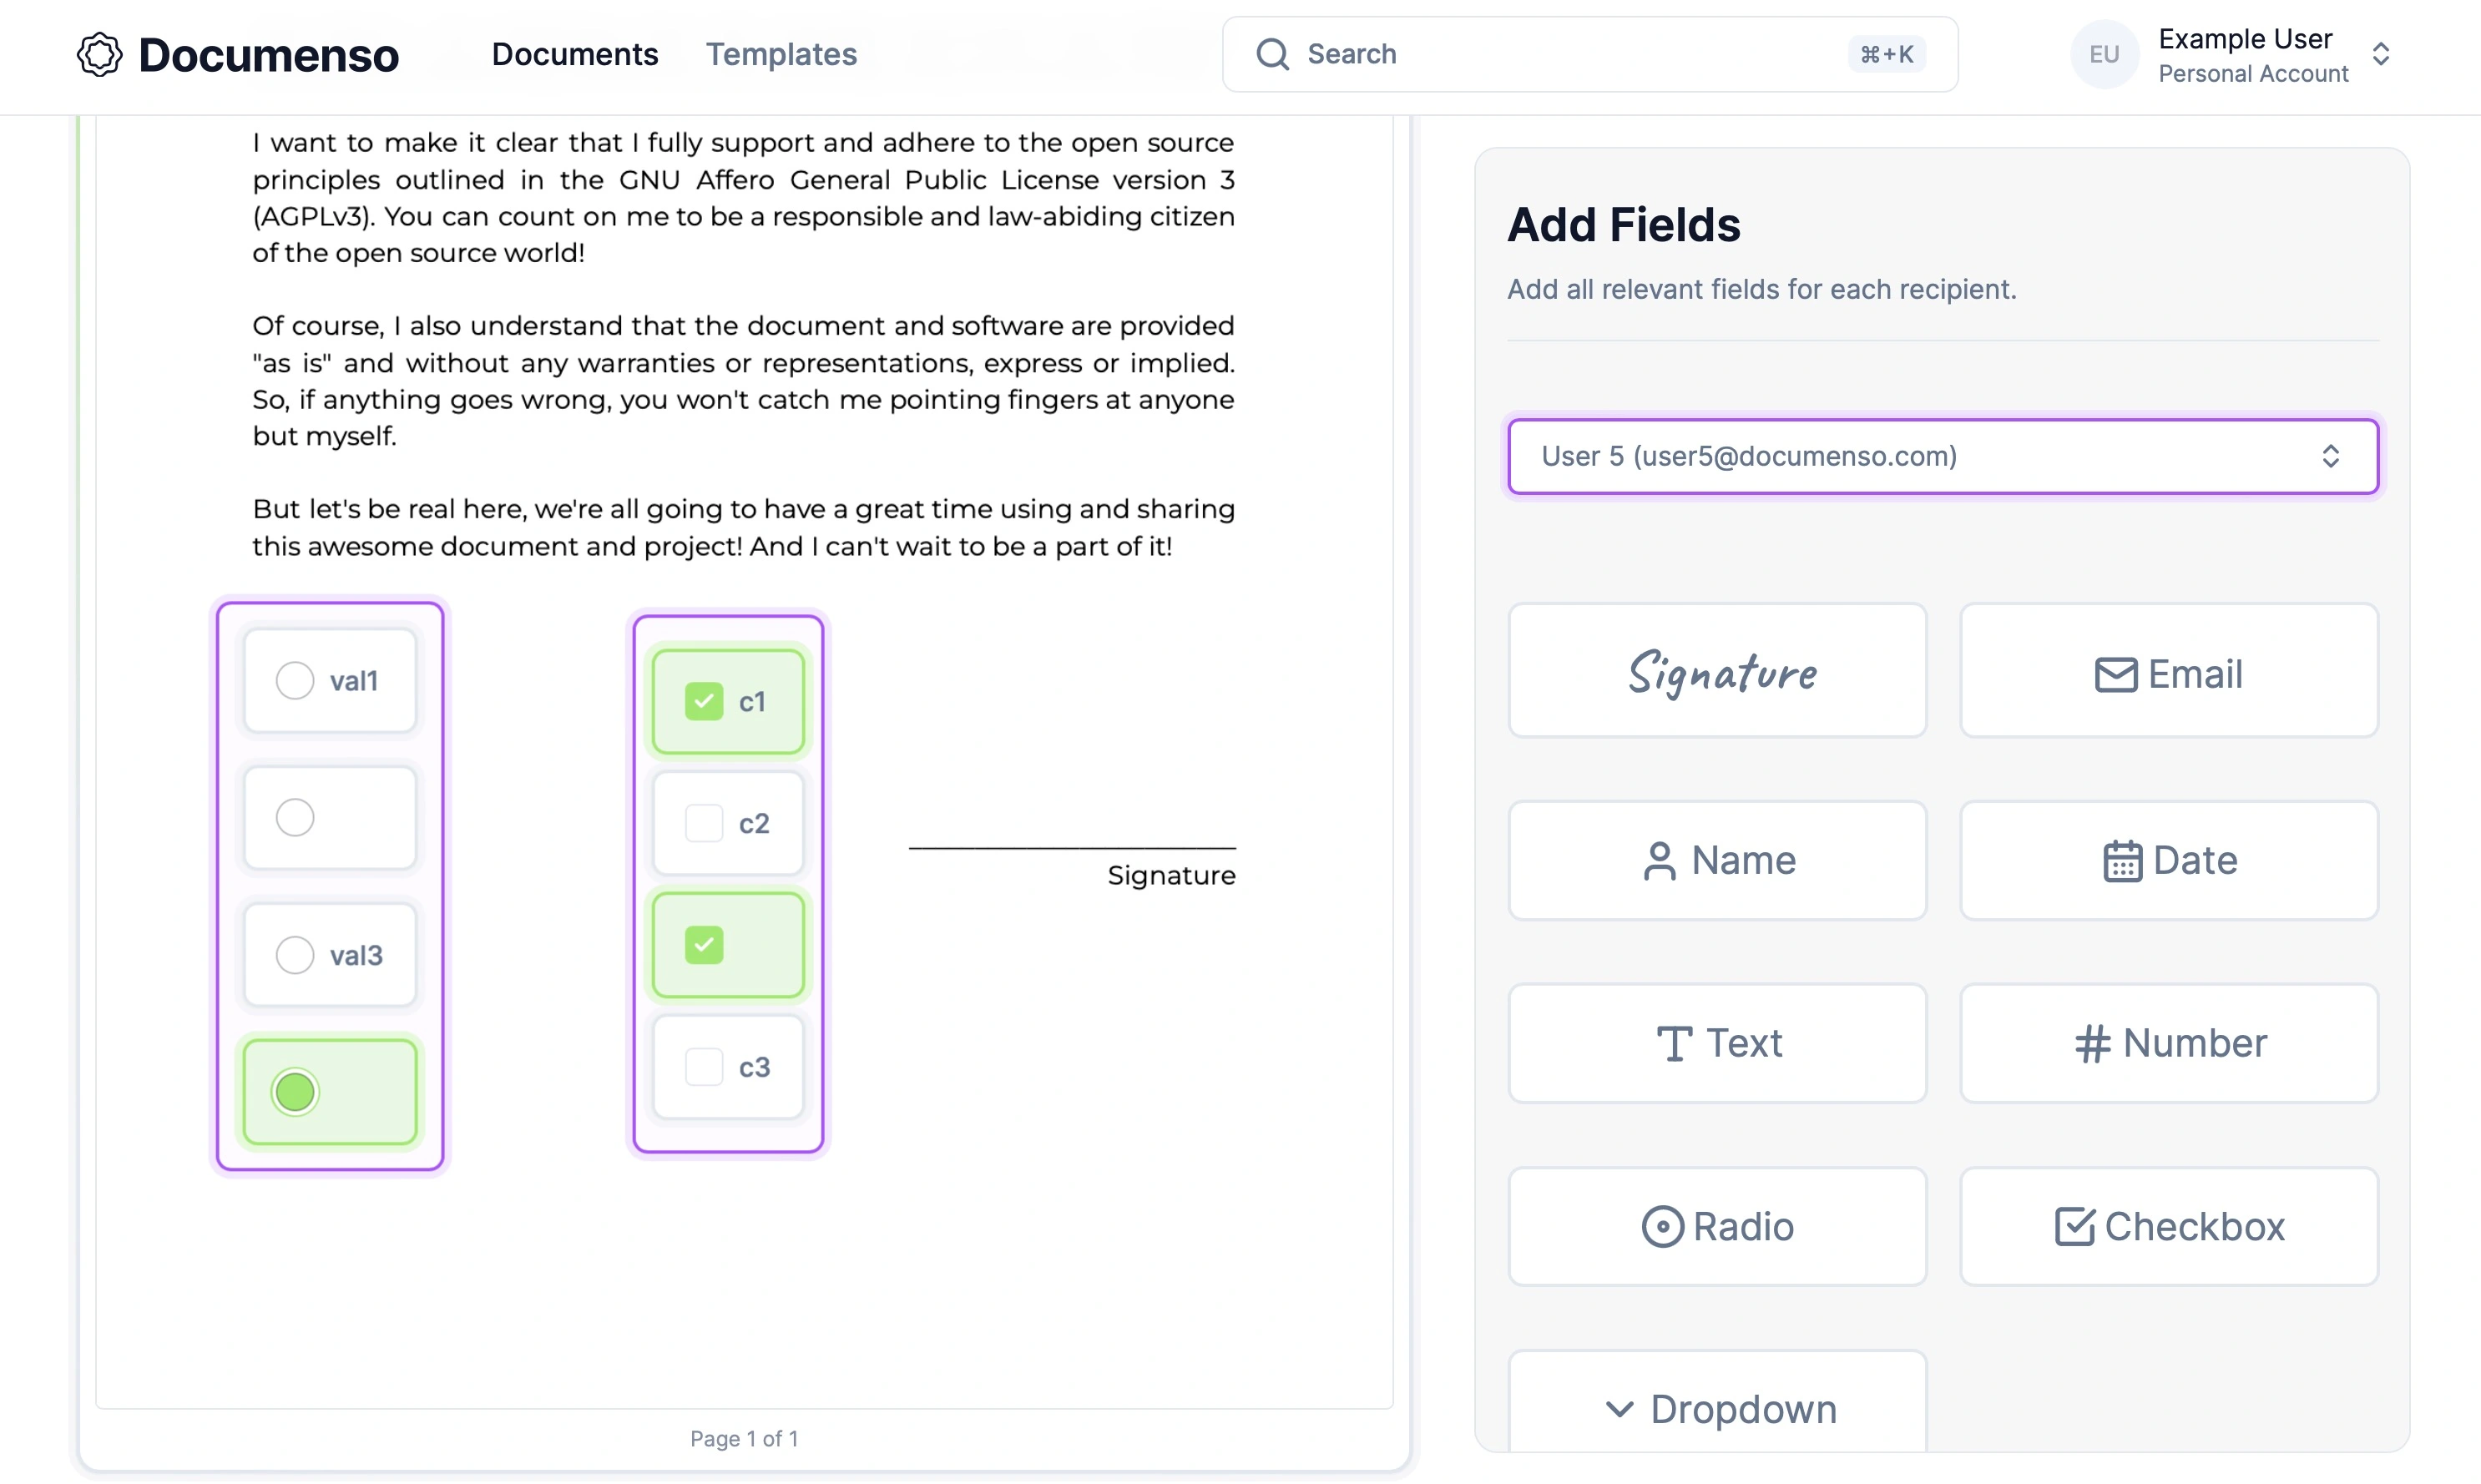 Documenso
Documents
Templates
Search
⌘+K
EU
Example User
Personal Account
I want to make it clear that I fully support and adhere to the open source
principles outlined in the GNU Affero General Public License version 3
(AGPLv3). You can count on me to be a responsible and law-abiding citizen
of the open source world!
Of course, I also understand that the document and software are provided
"as is" and without any warranties or representations, express or implied.
So, if anything goes wrong, you won't catch me pointing fingers at anyone
but myself.
But let's be real here, we're all going to have a great time using and sharing
this awesome document and project! And I can't wait to be a part of it!
val1
val3
c1
c2
c3
Signature
Page 1 of 1
Add Fields
Add all relevant fields for each recipient.
User 5 (user5@documenso.com)
Signature
Email
Name
Date
Text
Number
Radio
Checkbox
Dropdown